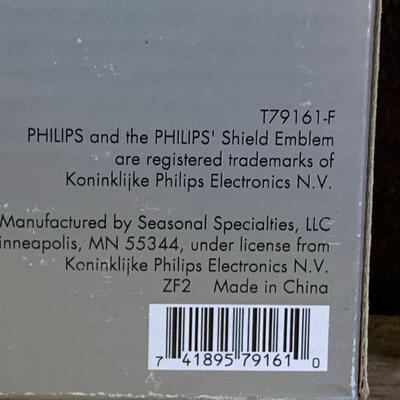 T79161-F
PHILIPS and the PHILIPS' Shield Emblem
are registered trademarks of
Koninklijke Philips Electronics N.V.
Manufactured by Seasonal Specialties, LLC
inneapolis, MN 55344, under license from
Koninklijke Philips Electronics N.V.
ZF2 Made in China
7 41895 79161 0